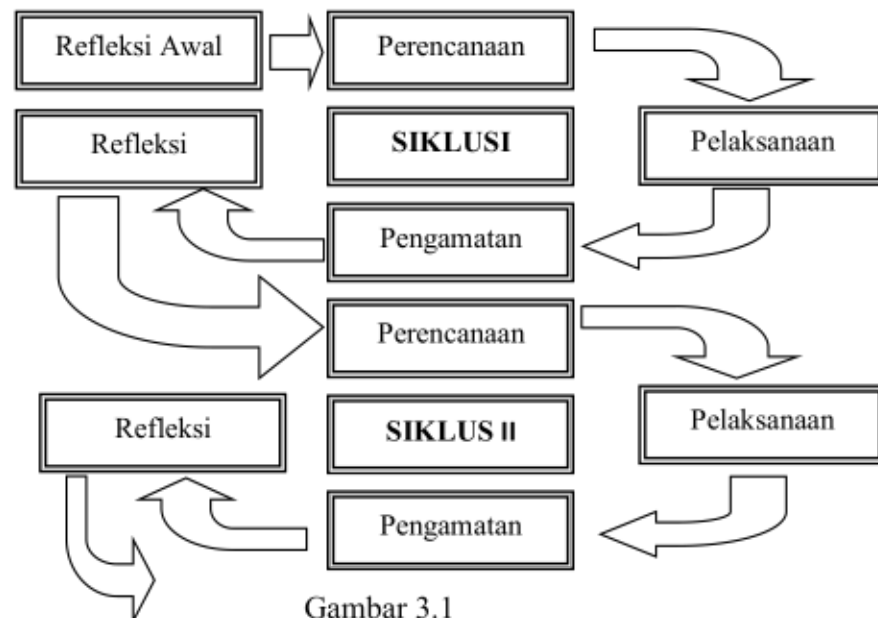 Refleksi Awal
Perencanaan
Refleksi
SIKLUSI
Pelaksanaan
Pengamatan
Perencanaan
Refleksi
SIKLUS II
Pelaksanaan
Pengamatan
Gambar 3.1